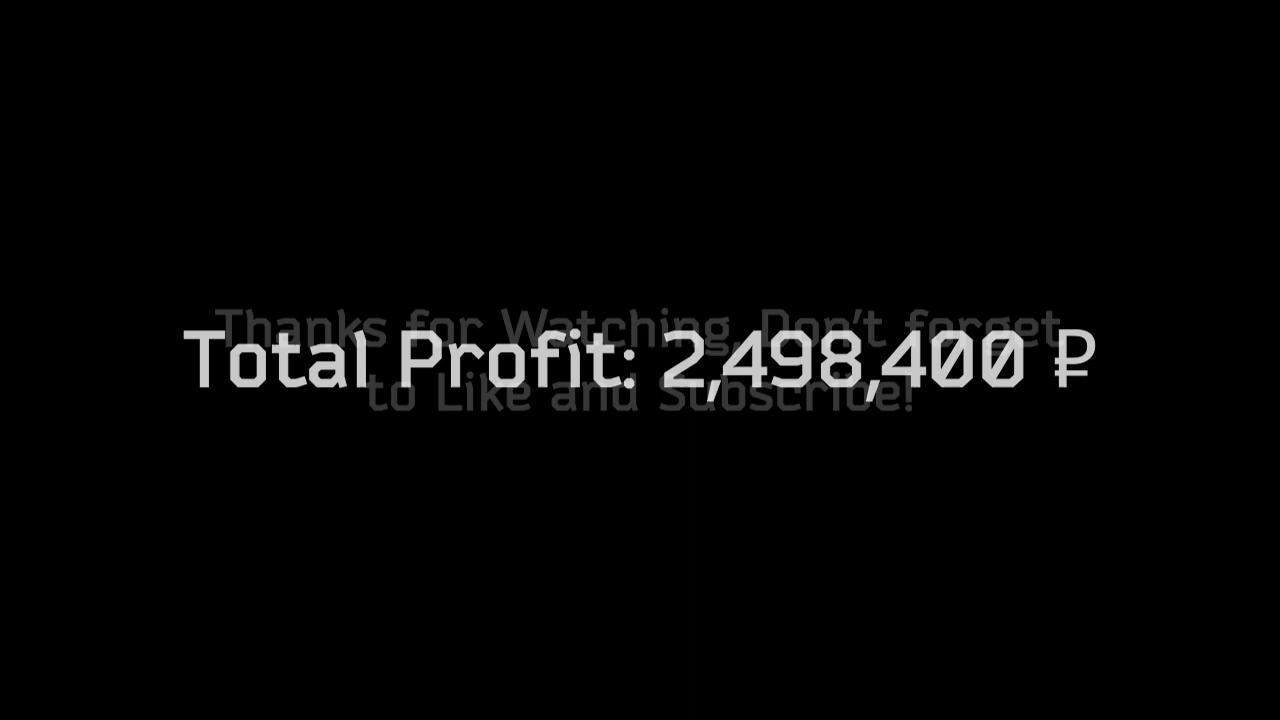 Thanks for Watching, Don't forget
Total Profit: 2,498,400 ₽
to Like and Subscribe!